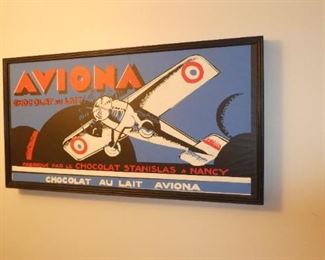 AVIONA
CHOCOLAT AU LAIT
FABRIQUÉ PAR LE CHOCOLAT STANISLAS A NANCY
CHOCOLAT AU LAIT AVIONA